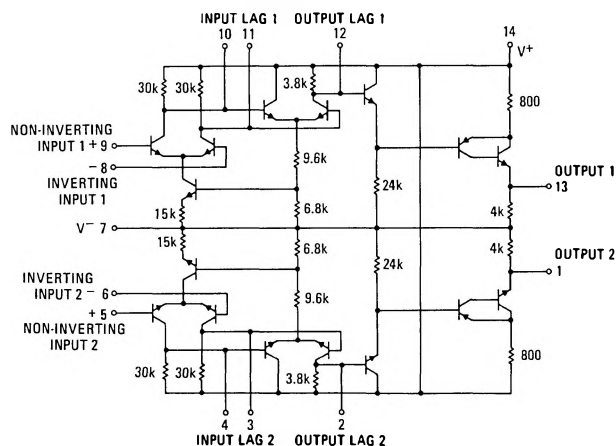 INPUT LAG 1 OUTPUT LAG 1
10 11 12 14
V+
30k 30k 3.8k 800
NON-INVERTING
INPUT 1 +9
-8
INVERTING
INPUT 1
9.6k
OUTPUT 1
13
15k 6.8k 24k 4k
V- 7
15k 6.8k 24k 4k
OUTPUT 2
1
INVERTING
INPUT 2 - 6
+5
NON-INVERTING
INPUT 2
9.6k
30k 30k 3.8k 800
4 3 2
INPUT LAG 2 OUTPUT LAG 2